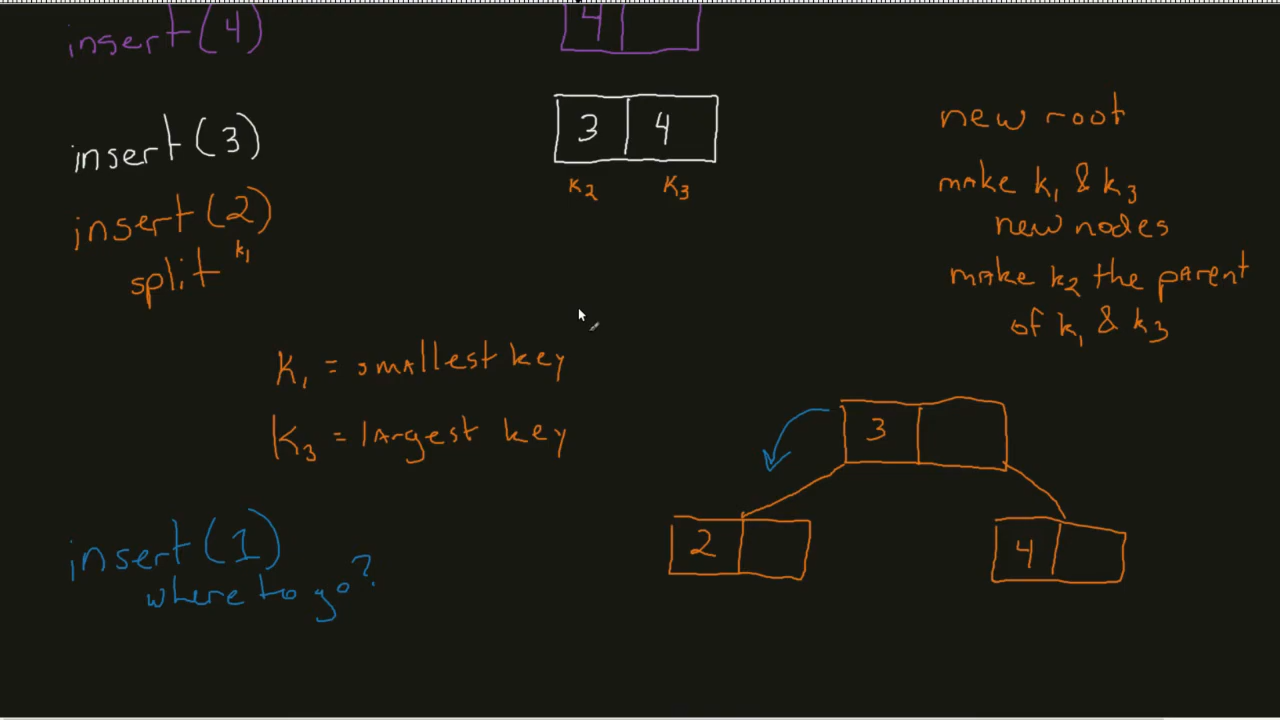 insert(4)
4
insert(3)
3 4
k2 k3
insert(2)
split k1
new root
make k1 & k3
new nodes
make k2 the parent
of k1 & k3
k1 = smallest key
k3 = largest key
3
2
4
insert(1)
where to go?